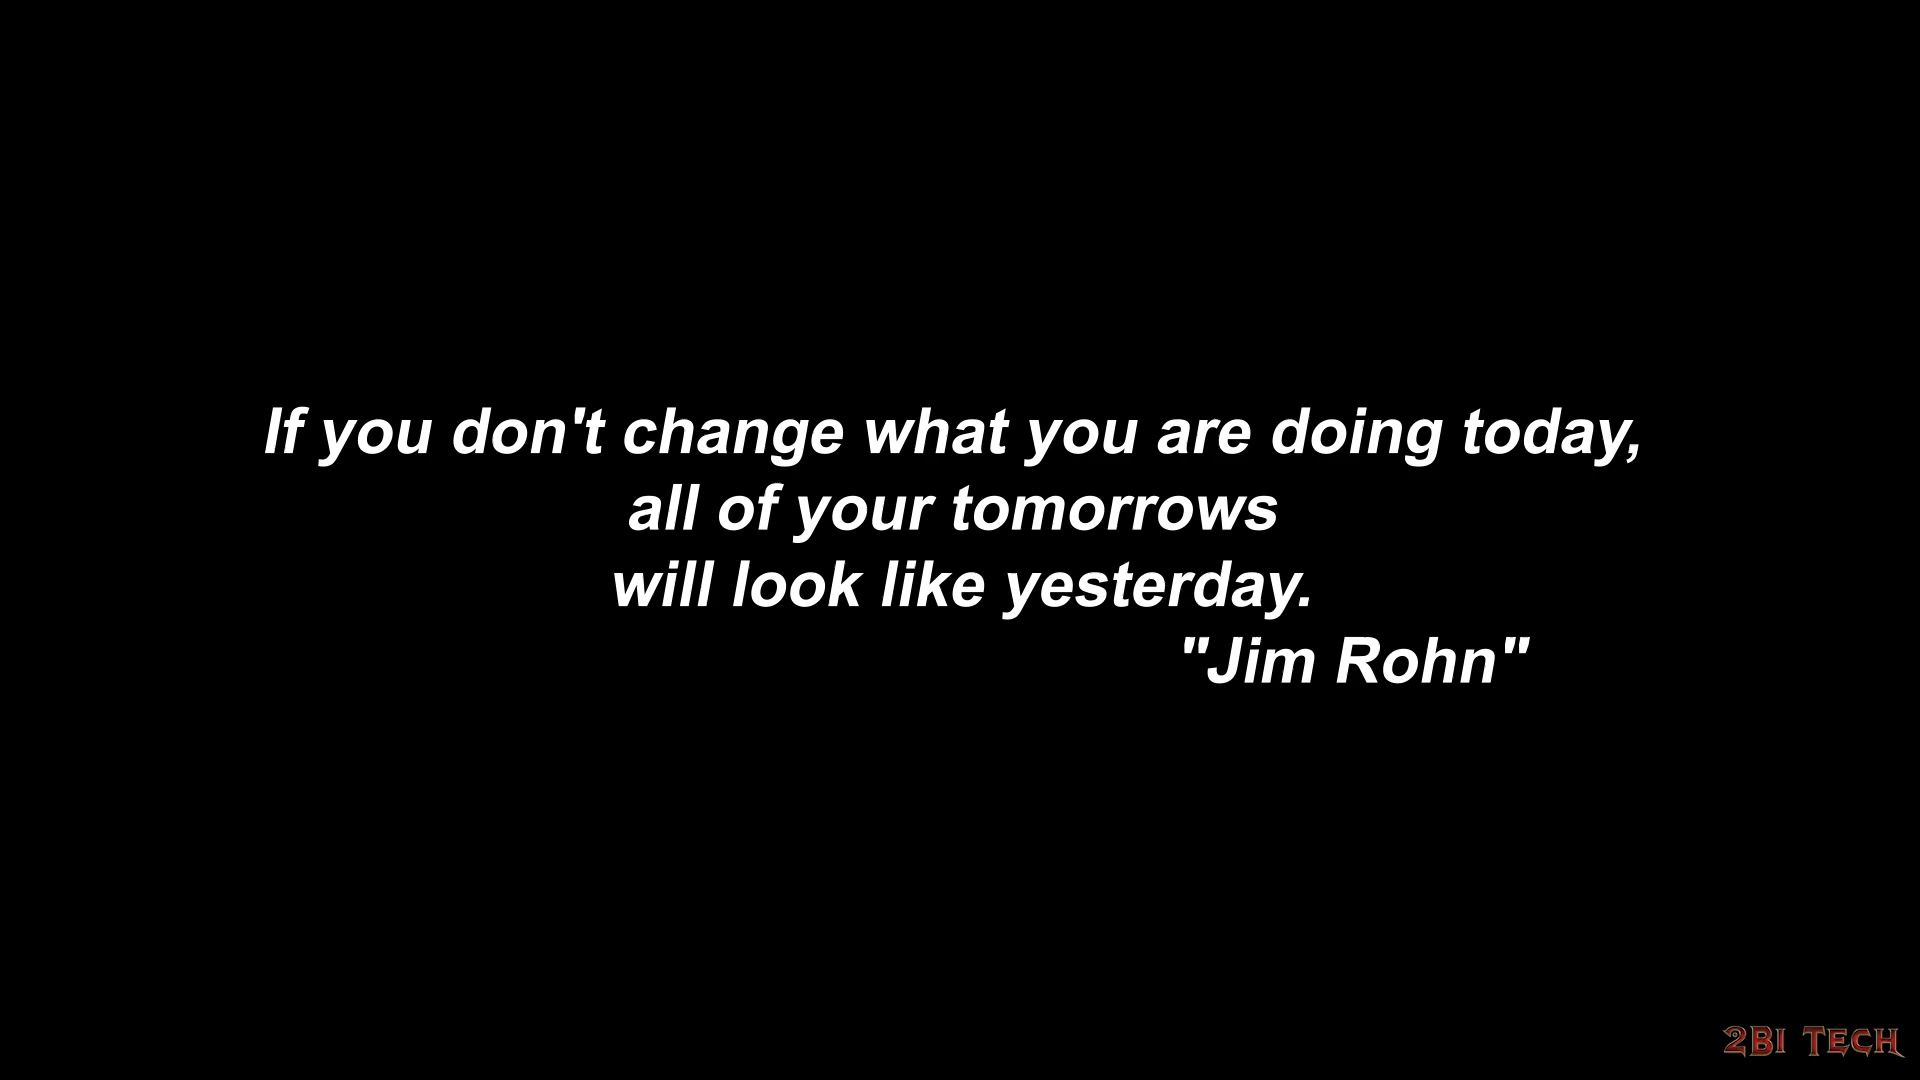 If you don't change what you are doing today,
all of your tomorrows
will look like yesterday.
"Jim Rohn"
2Bi Tech